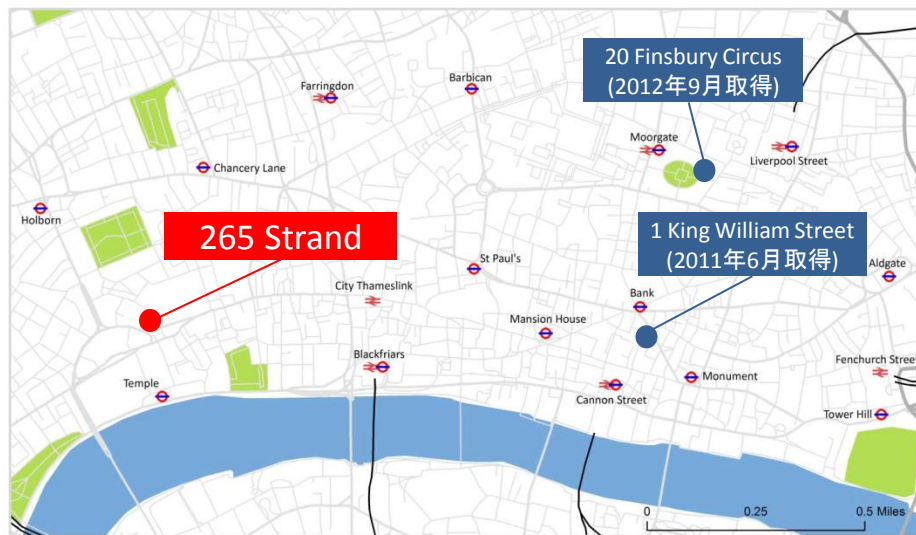 20 Finsbury Circus
(2012年9月取得)
Barbican
Farringdon
Moorgate
Liverpool Street
Chancery Lane
Holborn
265 Strand
1 King William Street
(2011年6月取得)
St Paul's
Aldgate
City Thameslink
Bank
Mansion House
Blackfriars
Fenchurch Street
Temple
Cannon Street
Monument
Tower Hill
0 0.25 0.5 Miles